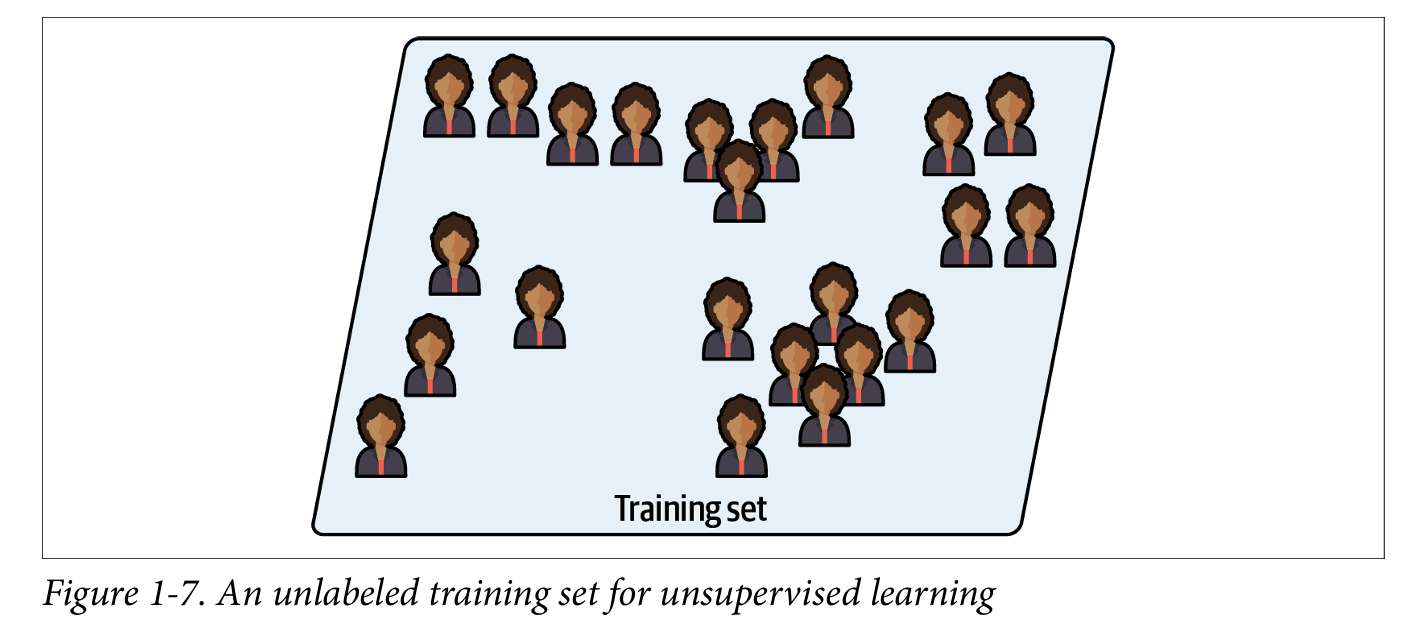 Training set
Figure 1-7. An unlabeled training set for unsupervised learning